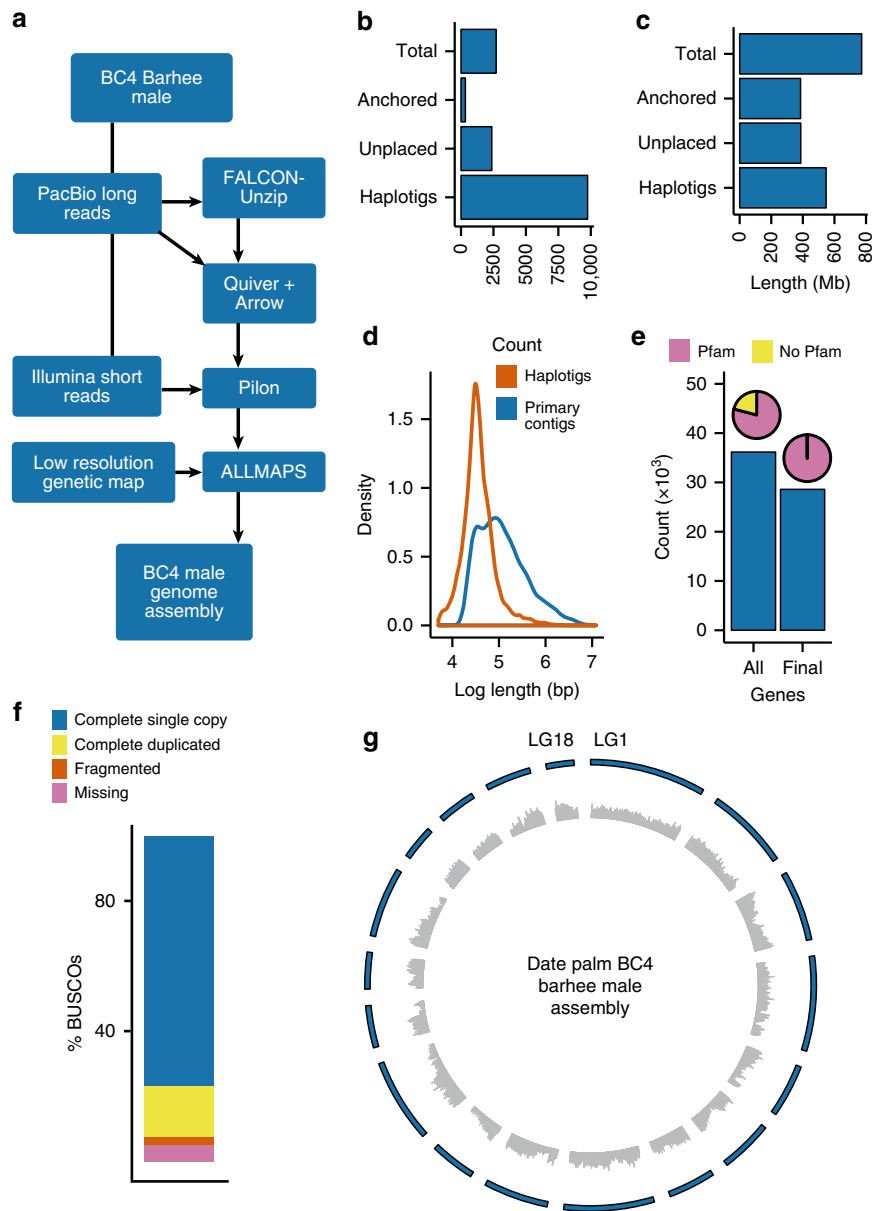 a
BC4 Barhee
male
PacBio long
reads
FALCON-
Unzip
Quiver +
Arrow
Illumina short
reads
Pilon
Low resolution
genetic map
ALLMAPS
BC4 male
genome
assembly
b
Total
Anchored
Unplaced
Haplotigs
0
2500
5000
7500
10,000
c
Total
Anchored
Unplaced
Haplotigs
0
200
400
600
800
Length (Mb)
d
Count
Haplotigs
Primary
contigs
Density
1.5
1.0
0.5
0.0
4 5 6 7
Log length (bp)
e
Pfam No Pfam
Count (×10³)
50
40
30
20
10
0
All Final
Genes
f
Complete single copy
Complete duplicated
Fragmented
Missing
% BUSCOs
80
40
g
LG18 LG1
Date palm BC4
barhee male
assembly